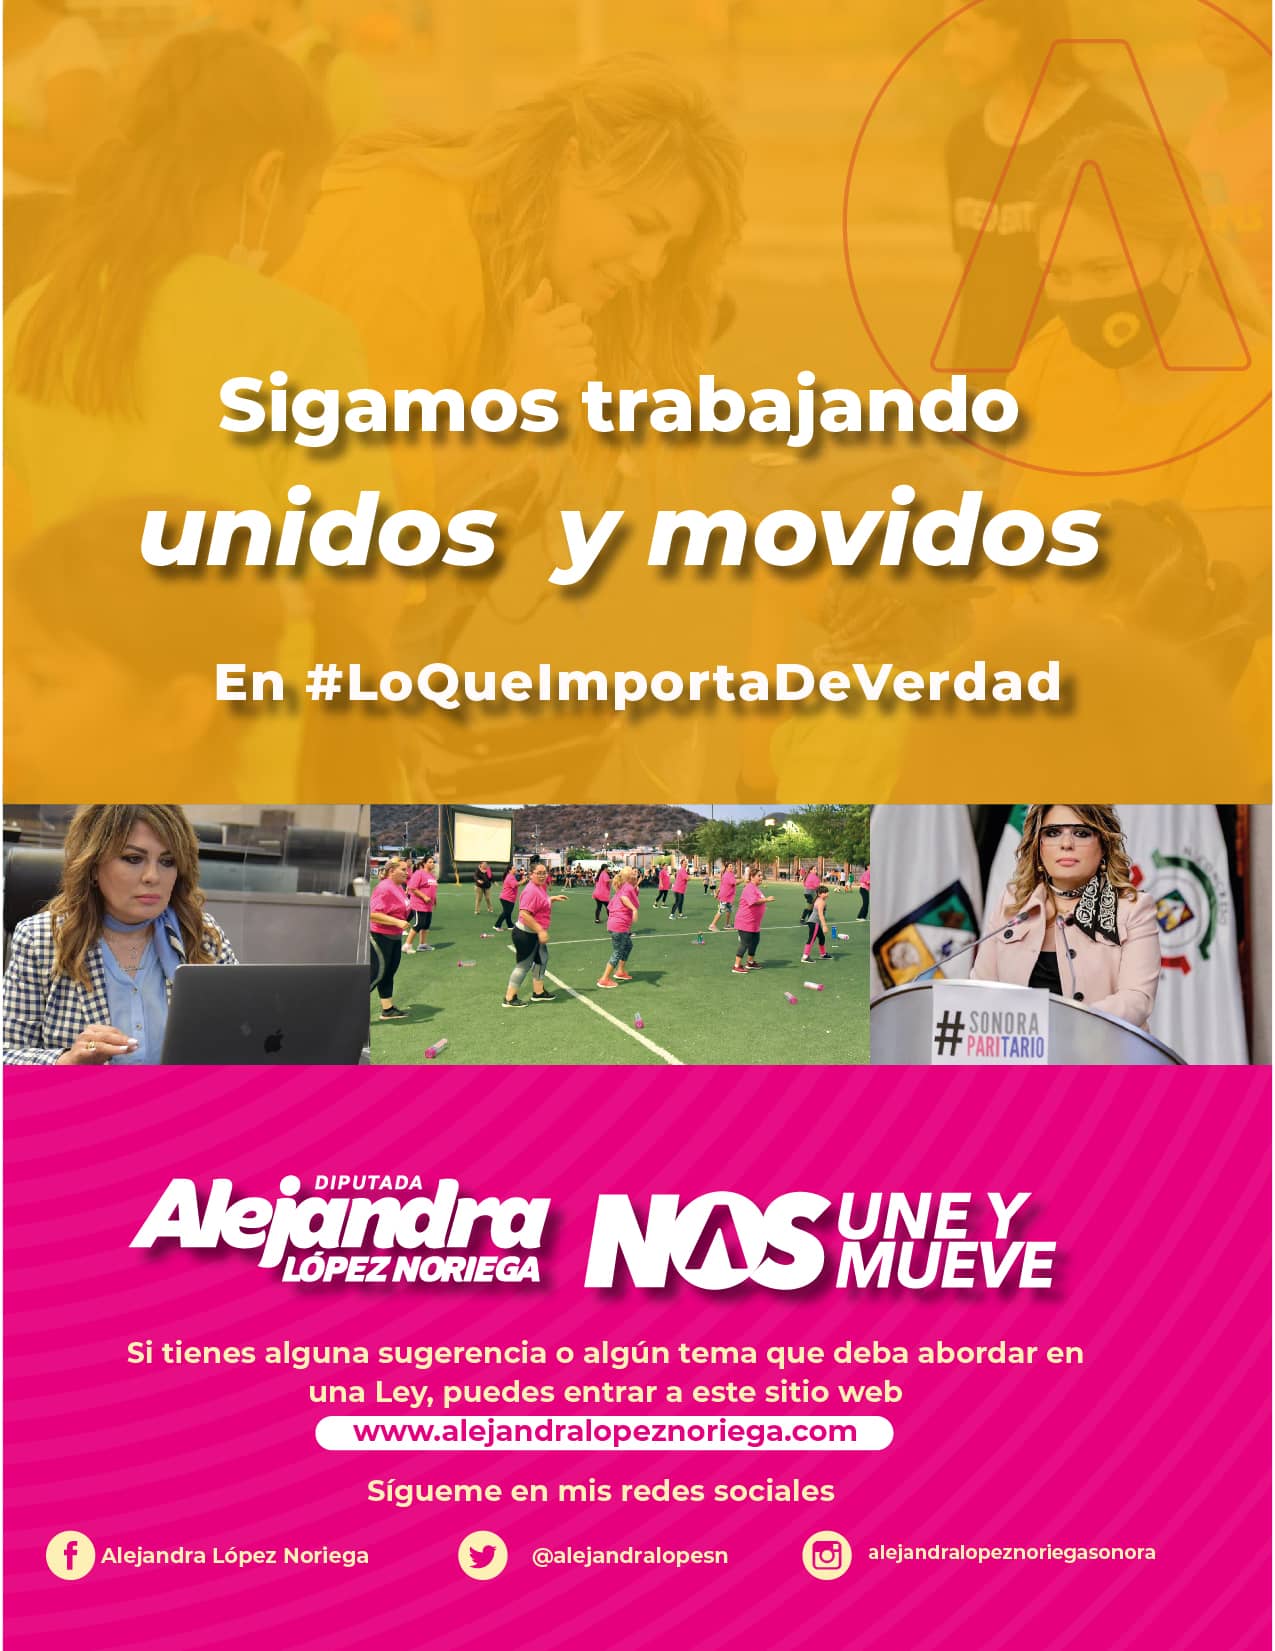 A
Sigamos trabajando
unidos y movidos
En #LoQueImportaDeVerdad
#SONORA
PARITARIO
DIPUTADA
Alejandra
LÓPEZ NORIEGA
NOS UNE Y
MUEVE
Si tienes alguna sugerencia o algún tema que deba abordar en
una Ley, puedes entrar a este sitio web
www.alejandralopeznoriega.com
Sígueme en mis redes sociales
Alejandra López Noriega
@alejandralopesn
alejandralopeznoriegasonora